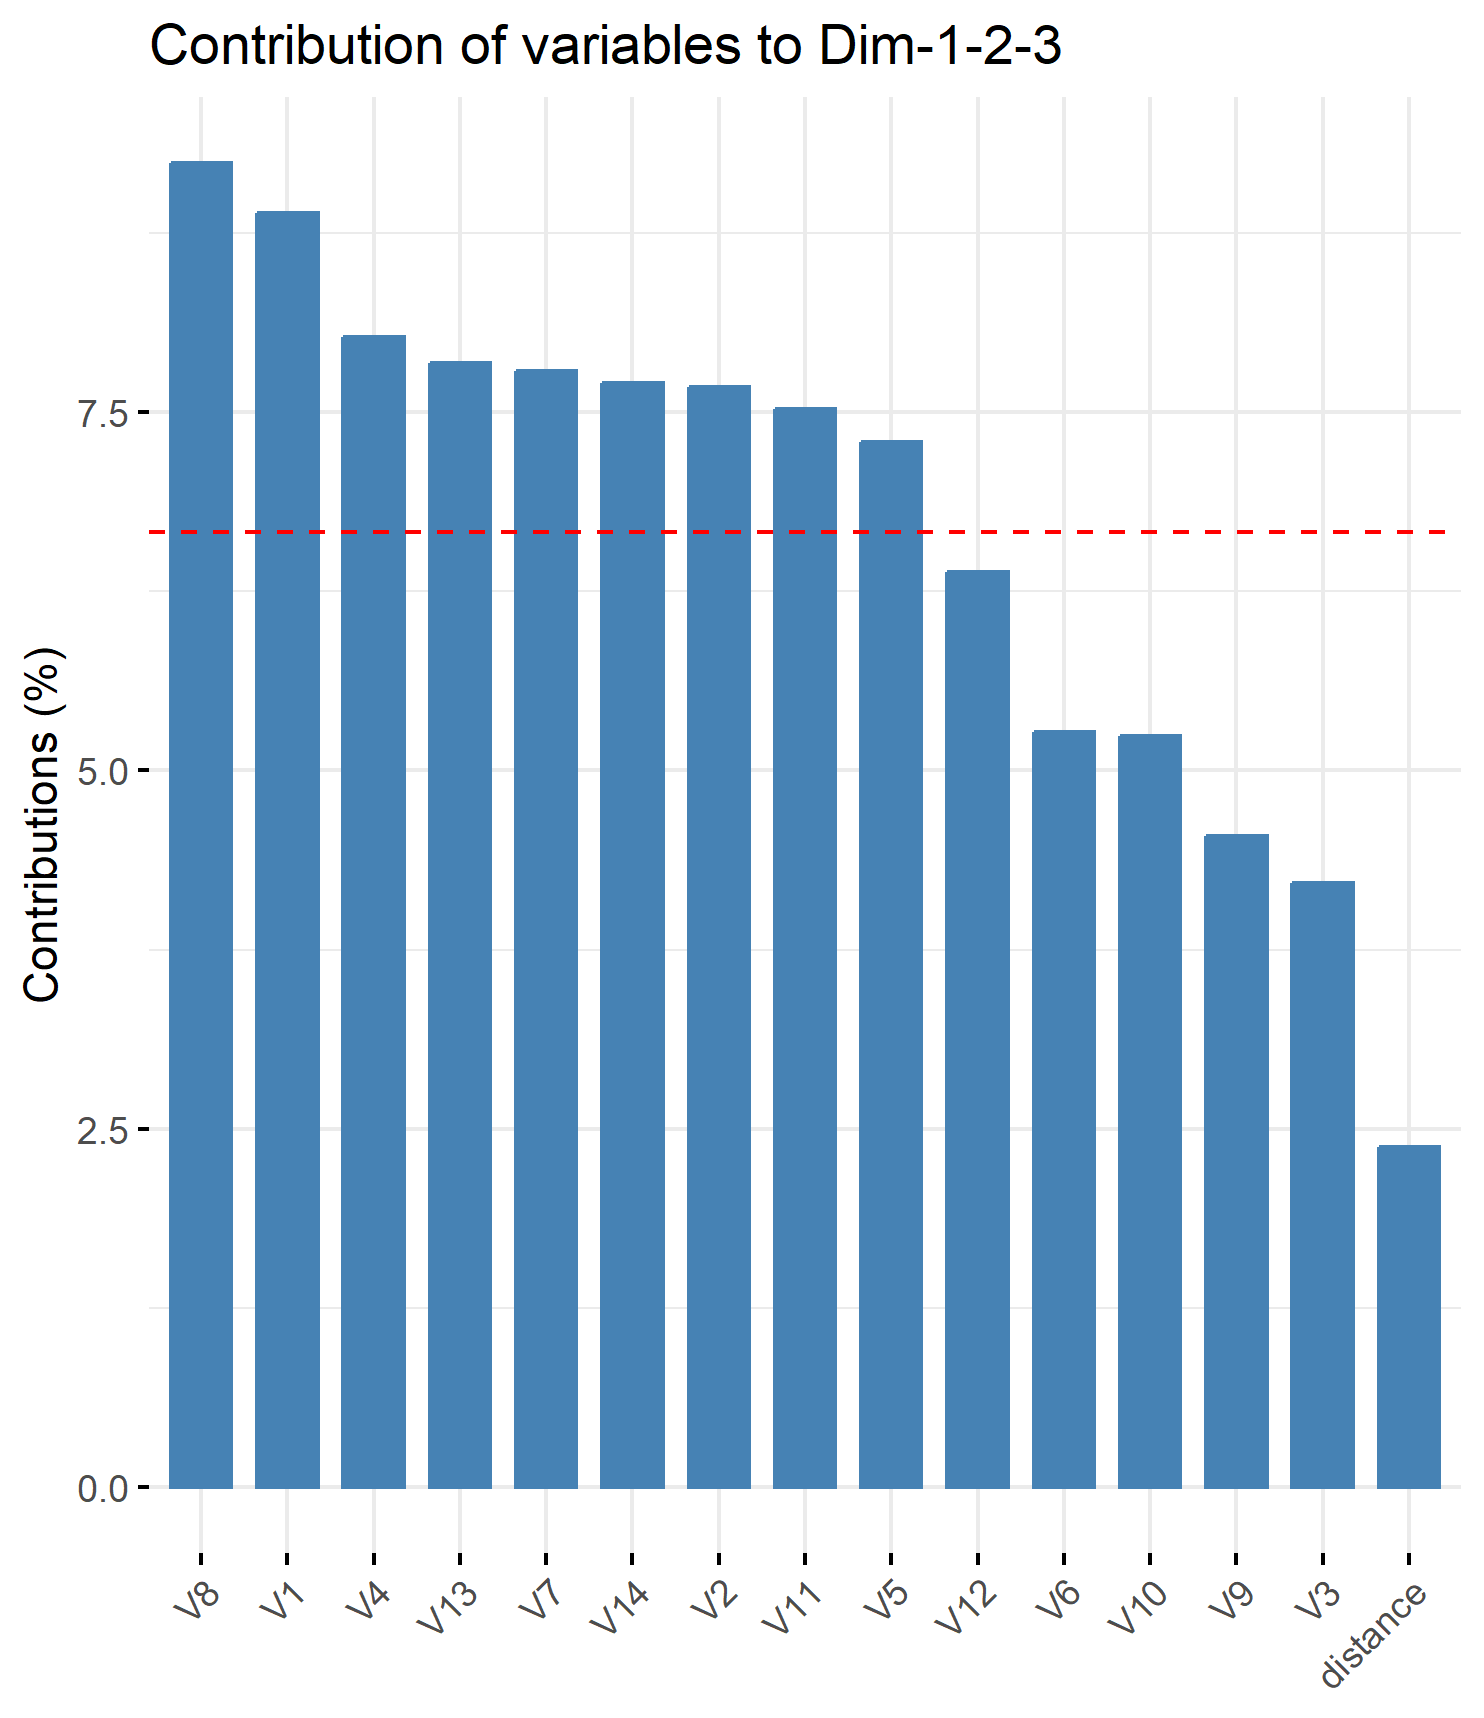 Contribution of variables to Dim-1-2-3
Contributions (%)
7.5
5.0
2.5
0.0
V8
V1
V4
V13
V7
V14
V2
V11
V5
V12
V6
V10
V9
V3
distance